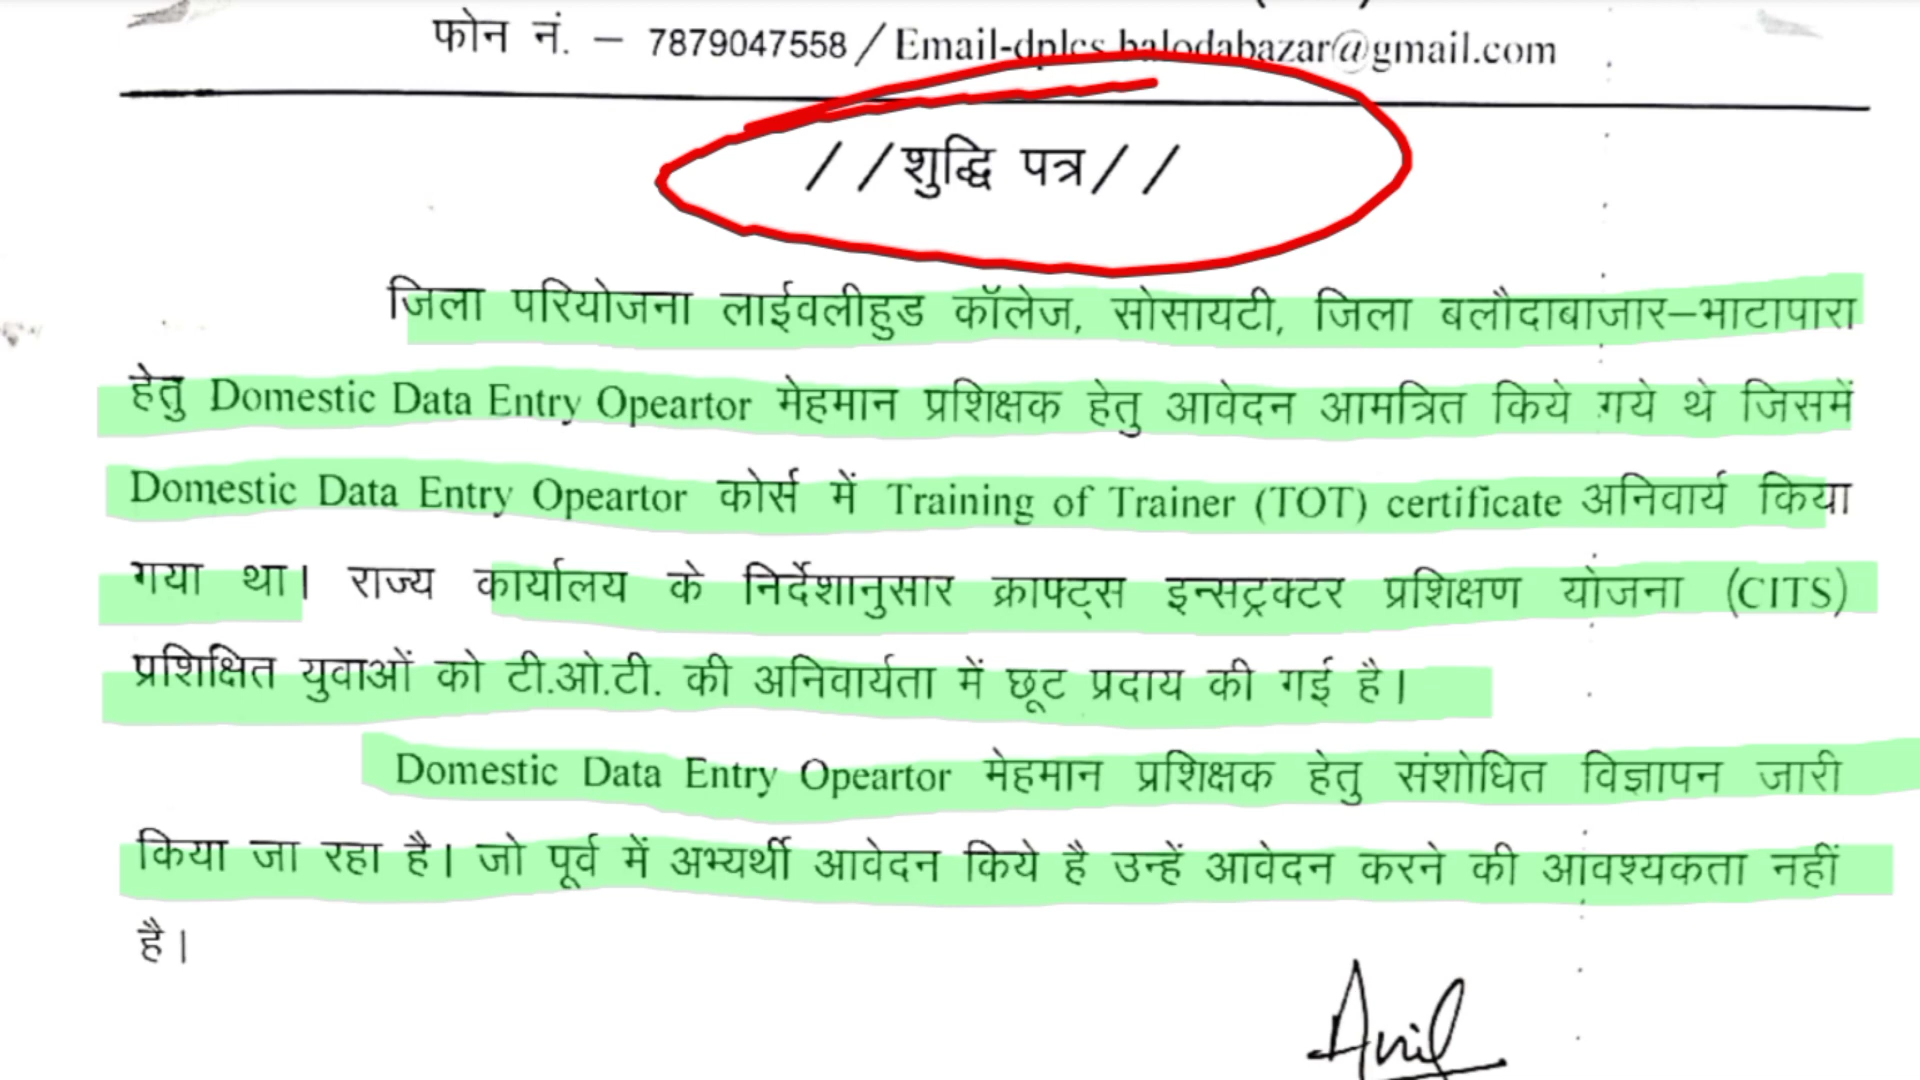 फोन नं. – 7879047558 / Email-dplcs.balodabazar@gmail.com
//शुद्धि पत्र//
जिला परियोजना लाईवलीहुड कॉलेज, सोसायटी, जिला बलौदाबाजार–भाटापारा
हेतु Domestic Data Entry Opeartor मेहमान प्रशिक्षक हेतु आवेदन आमत्रित किये गये थे जिसमें
Domestic Data Entry Opeartor कोर्स में Training of Trainer (TOT) certificate अनिवार्य किया
गया था। राज्य कार्यालय के निर्देशानुसार क्राफ्ट्स इन्सट्रक्टर प्रशिक्षण योजना (CITS)
प्रशिक्षित युवाओं को टी.ओ.टी. की अनिवार्यता में छूट प्रदाय की गई है।
Domestic Data Entry Opeartor मेहमान प्रशिक्षक हेतु संशोधित विज्ञापन जारी
किया जा रहा है। जो पूर्व में अभ्यर्थी आवेदन किये है उन्हें आवेदन करने की आवश्यकता नहीं
है।
Anil